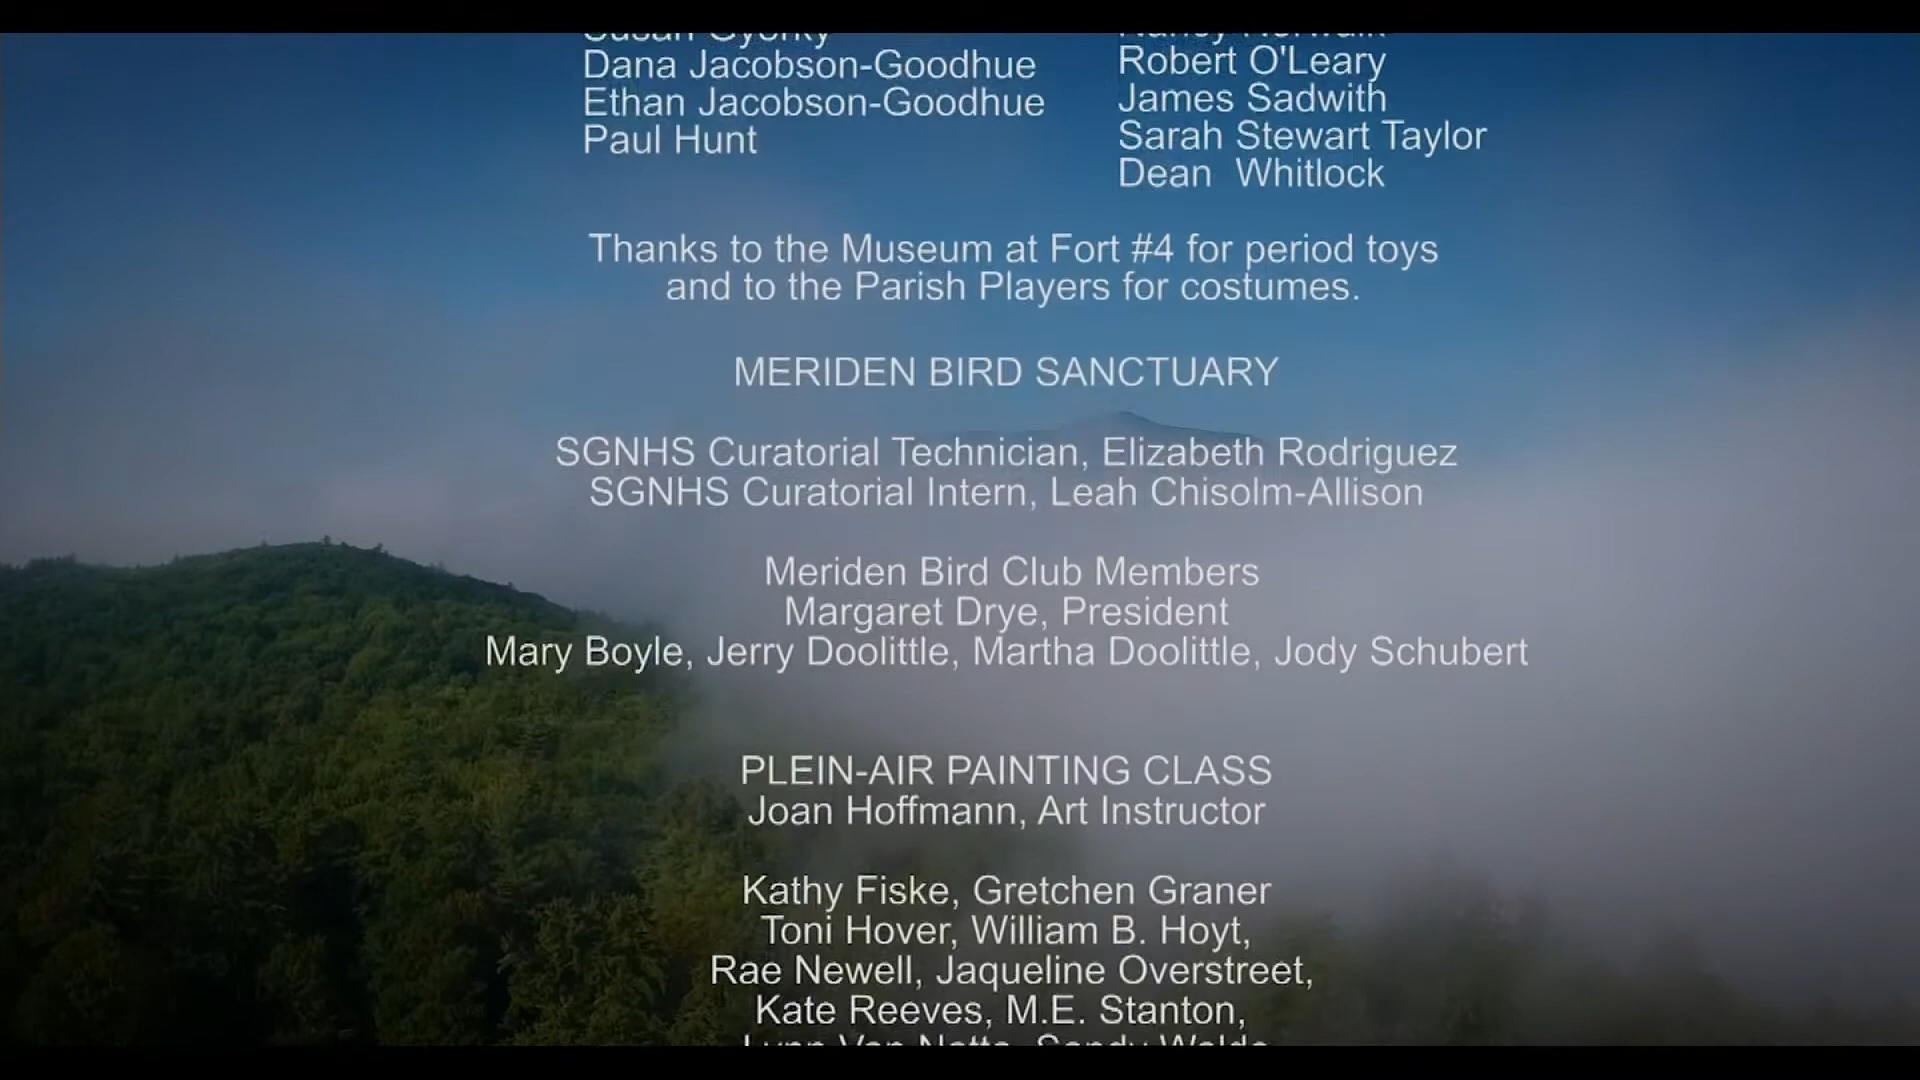 Dana Jacobson-Goodhue
Ethan Jacobson-Goodhue
Paul Hunt
Robert O'Leary
James Sadwith
Sarah Stewart Taylor
Dean Whitlock
Thanks to the Museum at Fort #4 for period toys
and to the Parish Players for costumes.
MERIDEN BIRD SANCTUARY
SGNHS Curatorial Technician, Elizabeth Rodriguez
SGNHS Curatorial Intern, Leah Chisolm-Allison
Meriden Bird Club Members
Margaret Drye, President
Mary Boyle, Jerry Doolittle, Martha Doolittle, Jody Schubert
PLEIN-AIR PAINTING CLASS
Joan Hoffmann, Art Instructor
Kathy Fiske, Gretchen Graner
Toni Hover, William B. Hoyt,
Rae Newell, Jaqueline Overstreet,
Kate Reeves, M.E. Stanton,